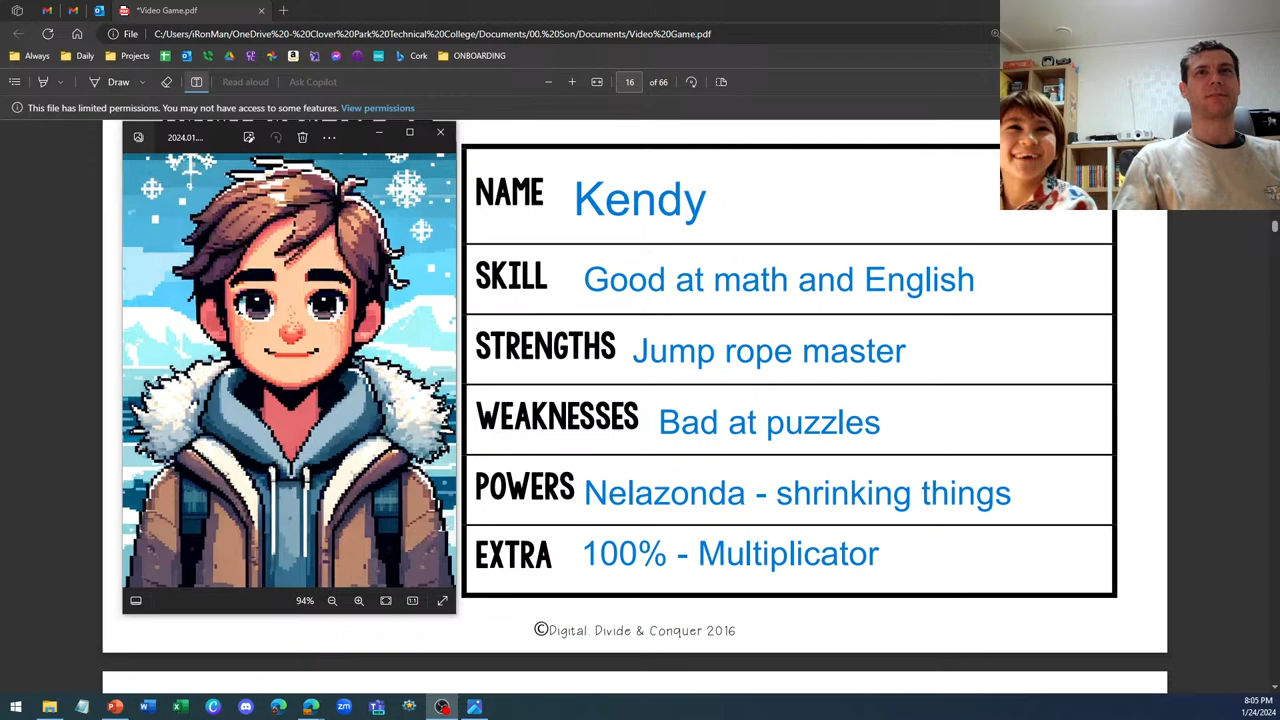 *Video Game.pdf
File
C:/Users/iRonMan/OneDrive%20-%20Clover%20Park%20Technical%20College/Documents/00.%20Son/Documents/Video%20Game.pdf
Always
Daily
Projects
Cork
ONBOARDING
Draw
Read aloud
Ask Copilot
16
of 66
This file has limited permissions. You may not have access to some features. View permissions
2024.01....
NAME Kendy
SKILL Good at math and English
STRENGTHS Jump rope master
WEAKNESSES Bad at puzzles
POWERS Nelazonda - shrinking things
EXTRA 100% - Multiplicator
94%
1:1
©Digital: Divide & Conquer 2016
8:05 PM
1/24/2024